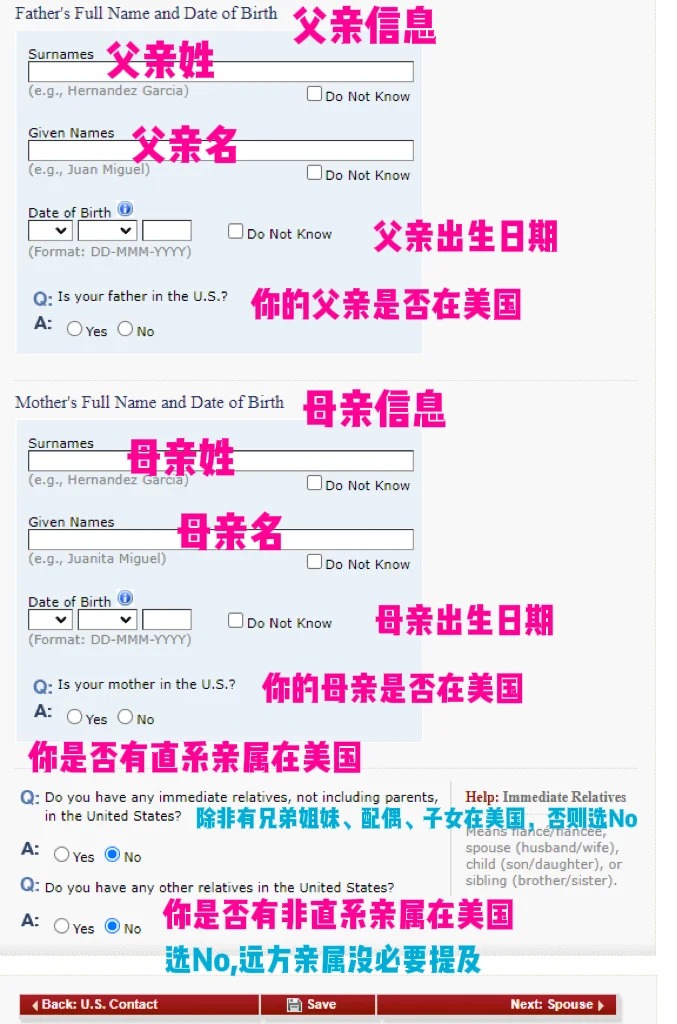 Father's Full Name and Date of Birth 父亲信息
Surnames 父亲姓
(e.g., Hernandez Garcia)
Do Not Know
Given Names 父亲名
(e.g., Juan Miguel)
Do Not Know
Date of Birth
Do Not Know 父亲出生日期
(Format: DD-MMM-YYYY)
Q: Is your father in the U.S.? 你的父亲是否在美国
A: Yes No
Mother's Full Name and Date of Birth 母亲信息
Surnames 母亲姓
(e.g., Hernandez Garcia)
Do Not Know
Given Names 母亲名
(e.g., Juanita Miguel)
Do Not Know
Date of Birth
Do Not Know 母亲出生日期
(Format: DD-MMM-YYYY)
Q: Is your mother in the U.S.? 你的母亲是否在美国
A: Yes No
你是否有直系亲属在美国
Q: Do you have any immediate relatives, not including parents,
in the United States? 除非有兄弟姐妹、配偶、子女在美国，否则选No
A: Yes No
Help: Immediate Relatives
Means fiancé/fiancée,
spouse (husband/wife),
child (son/daughter), or
sibling (brother/sister).
Q: Do you have any other relatives in the United States?
你是否有非直系亲属在美国
A: Yes No
选No,远方亲属没必要提及
Back: U.S. Contact
Save
Next: Spouse